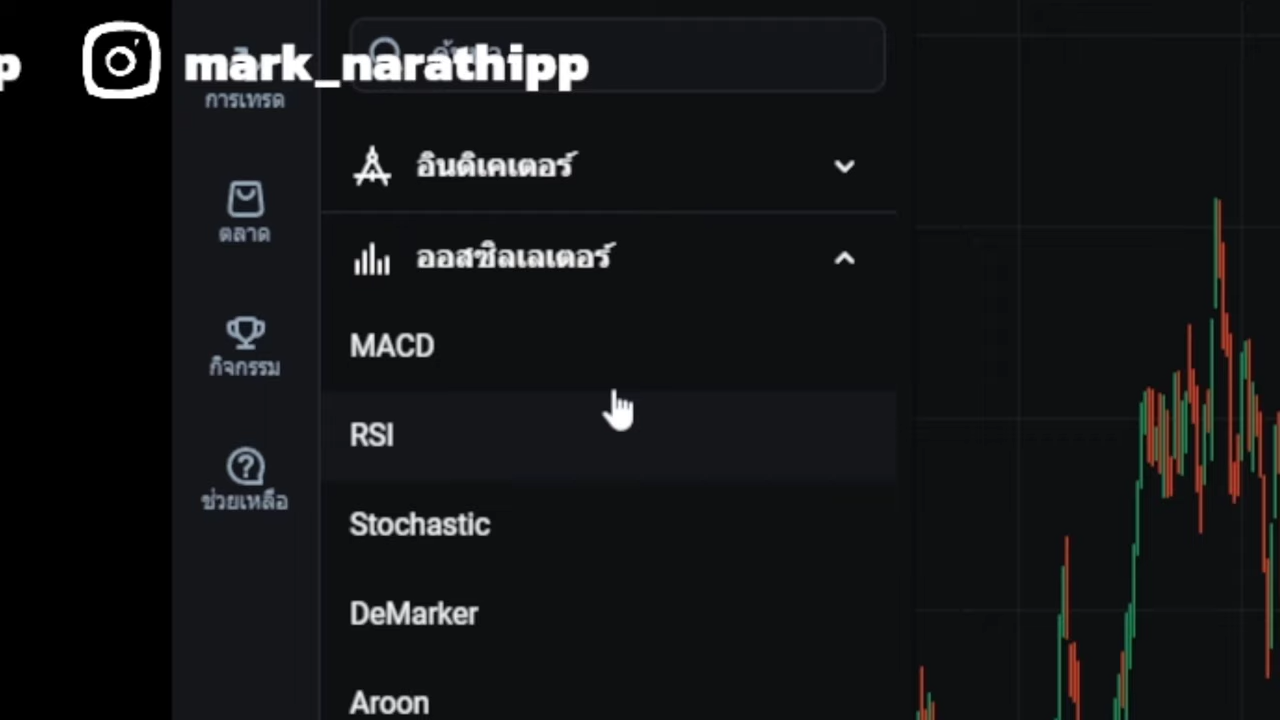 p
mark_narathipp
การเทรด
ตลาด
กิจกรรม
ช่วยเหลือ
อินดิเคเตอร์
ออสซิลเลเตอร์
MACD
RSI
Stochastic
DeMarker
Aroon